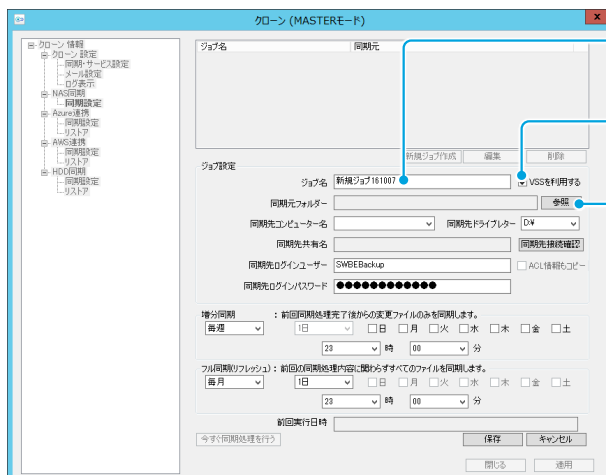 クローン (MASTERモード)
x
クローン 情報
クローン 設定
同期・サービス設定
メール設定
ログ表示
NAS同期
同期設定
Azure連携
同期設定
リストア
AWS連携
同期設定
リストア
HDD同期
同期設定
リストア
ジョブ名 同期元
新規ジョブ作成 編集 削除
ジョブ設定
ジョブ名 新規ジョブ161007 VSSを利用する
同期元フォルダー 参照
同期先コンピューター名 同期先ドライブレター D:¥
同期先共有名 同期先接続確認
同期先ログインユーザー SWBEBackup ACL情報もコピー
同期先ログインパスワード ●●●●●●●●●●●●
増分同期 : 前回同期処理完了後からの変更ファイルのみを同期します。
毎週 1日 日 月 火 水 木 金 土
23 時 00 分
フル同期(リフレッシュ) : 前回の同期処理内容に関わらずすべてのファイルを同期します。
毎月 1日 日 月 火 水 木 金 土
23 時 00 分
前回実行日時
今すぐ同期処理を行う 保存 キャンセル
閉じる 適用